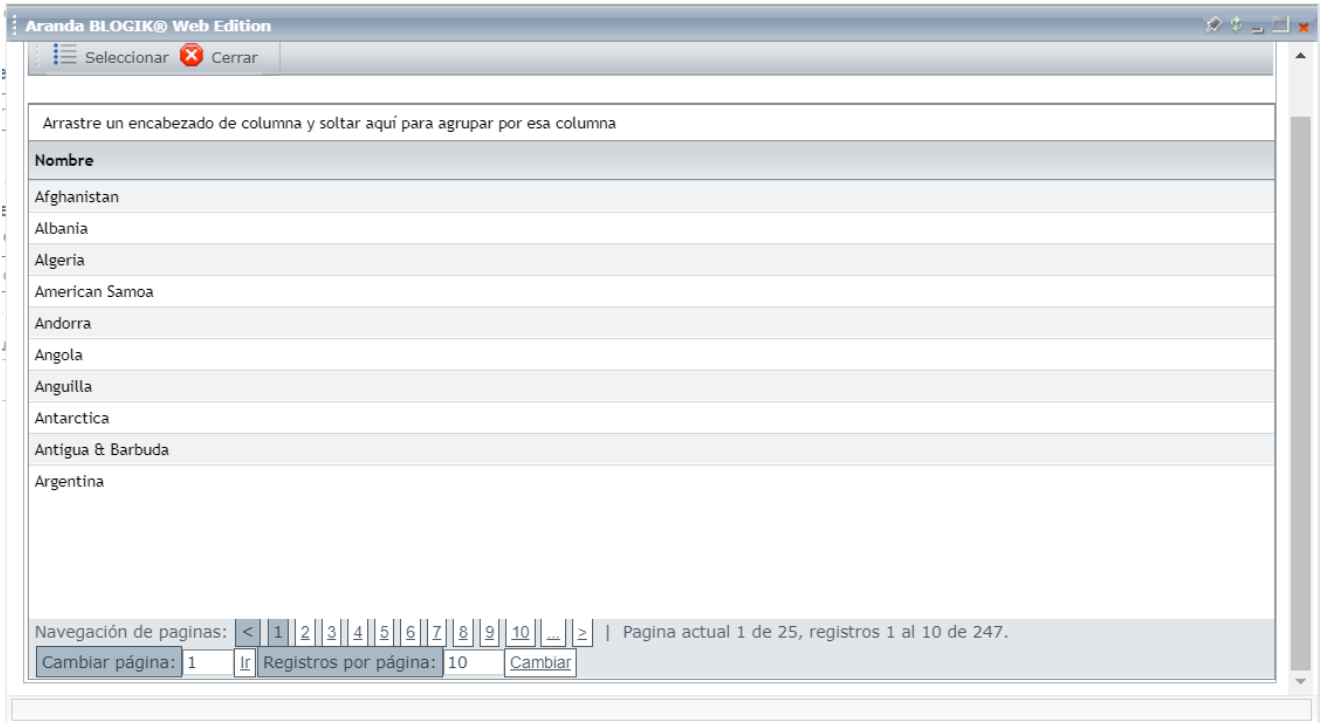 Aranda BLOGIK® Web Edition
Seleccionar Cerrar
Arrastre un encabezado de columna y soltar aquí para agrupar por esa columna
Nombre
Afghanistan
Albania
Algeria
American Samoa
Andorra
Angola
Anguilla
Antarctica
Antigua & Barbuda
Argentina
Navegación de paginas: < 1 2 3 4 5 6 7 8 9 10 ... > | Pagina actual 1 de 25, registros 1 al 10 de 247.
Cambiar página: 1 Ir Registros por página: 10 Cambiar